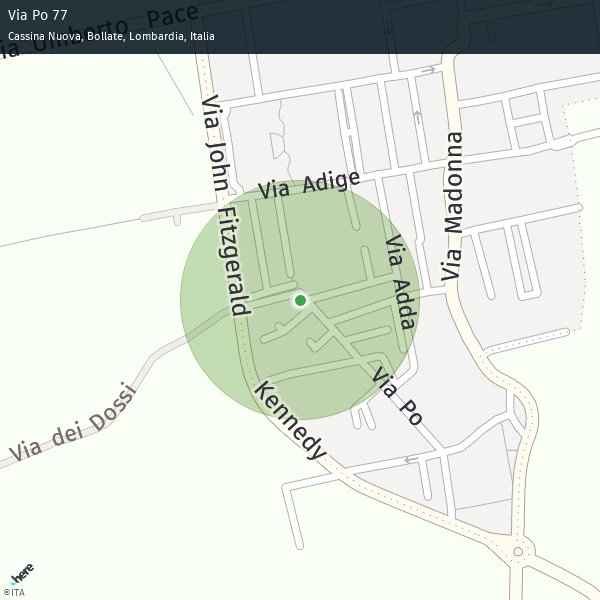 Via Po 77
Cassina Nuova, Bollate, Lombardia, Italia
Via Umberto Pace
Via John Fitzgerald Kennedy
Via Adige
Via Madonna
Via Adda
Via Po
Via dei Dossi
here
©ITA